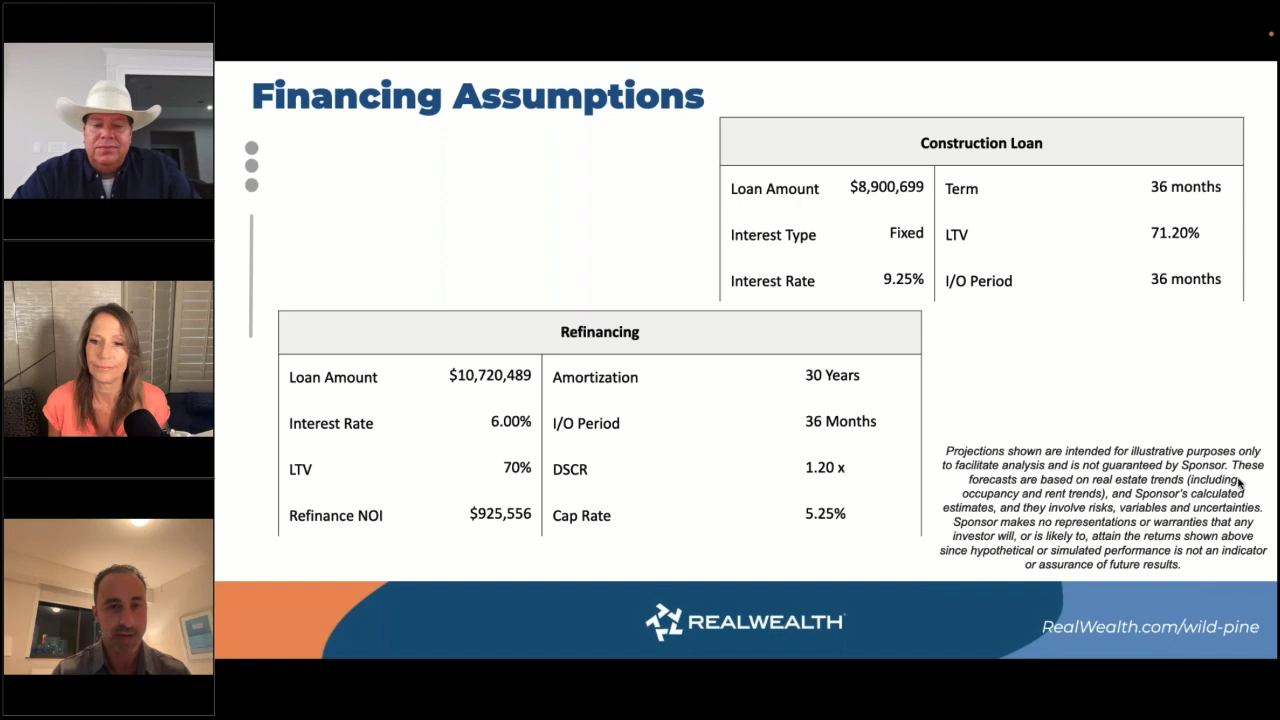 Financing Assumptions
Construction Loan
Loan Amount $8,900,699 Term 36 months
Interest Type Fixed LTV 71.20%
Interest Rate 9.25% I/O Period 36 months
Refinancing
Loan Amount $10,720,489 Amortization 30 Years
Interest Rate 6.00% I/O Period 36 Months
LTV 70% DSCR 1.20 x
Refinance NOI $925,556 Cap Rate 5.25%
Projections shown are intended for illustrative purposes only
to facilitate analysis and is not guaranteed by Sponsor. These
forecasts are based on real estate trends (including
occupancy and rent trends), and Sponsor's calculated
estimates, and they involve risks, variables and uncertainties.
Sponsor makes no representations or warranties that any
investor will, or is likely to, attain the returns shown above
since hypothetical or simulated performance is not an indicator
or assurance of future results.
REALWEALTH
RealWealth.com/wild-pine